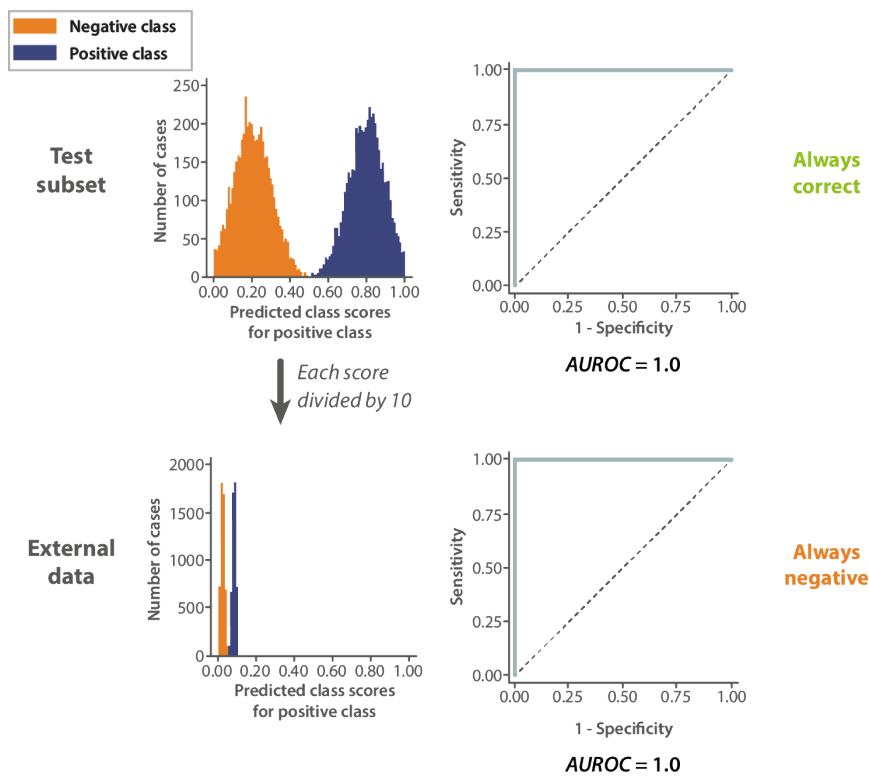 Negative class
Positive class
Test
subset
Number of cases
250
200
150
100
50
0
0.00 0.20 0.40 0.60 0.80 1.00
Predicted class scores
for positive class
Sensitivity
1.00
0.75
0.50
0.25
0.00
0.00 0.25 0.50 0.75 1.00
1 - Specificity
AUROC = 1.0
Always
correct
Each score
divided by 10
External
data
Number of cases
2000
1500
1000
500
0
0.00 0.20 0.40 0.60 0.80 1.00
Predicted class scores
for positive class
Sensitivity
1.00
0.75
0.50
0.25
0.00
0.00 0.25 0.50 0.75 1.00
1 - Specificity
AUROC = 1.0
Always
negative